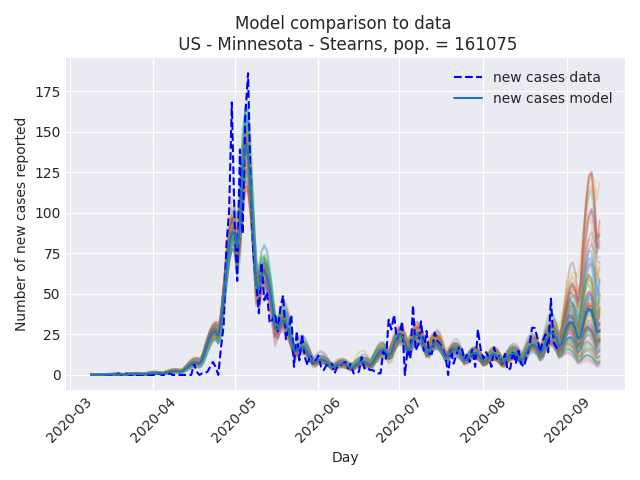 Model comparison to data
US - Minnesota - Stearns, pop. = 161075
new cases data
new cases model
Number of new cases reported
175
150
125
100
75
50
25
0
2020-03
2020-04
2020-05
2020-06
2020-07
2020-08
2020-09
Day